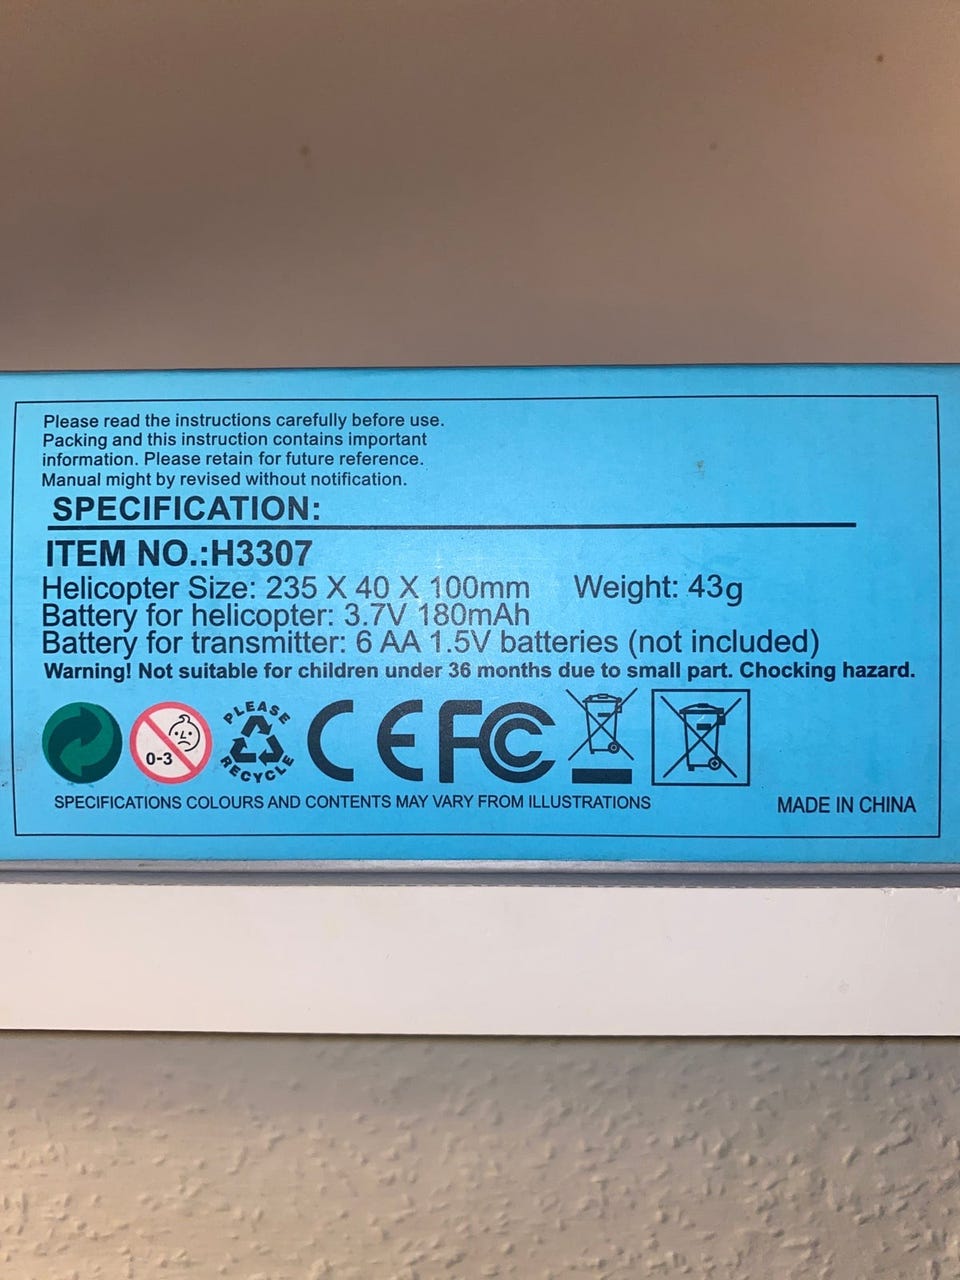 Please read the instructions carefully before use.
Packing and this instruction contains important
information. Please retain for future reference.
Manual might by revised without notification.
SPECIFICATION:
ITEM NO.:H3307
Helicopter Size: 235 X 40 X 100mm Weight: 43g
Battery for helicopter: 3.7V 180mAh
Battery for transmitter: 6 AA 1.5V batteries (not included)
Warning! Not suitable for children under 36 months due to small part. Chocking hazard.
0-3
PLEASE
RECYCLE
CE FC
SPECIFICATIONS COLOURS AND CONTENTS MAY VARY FROM ILLUSTRATIONS
MADE IN CHINA